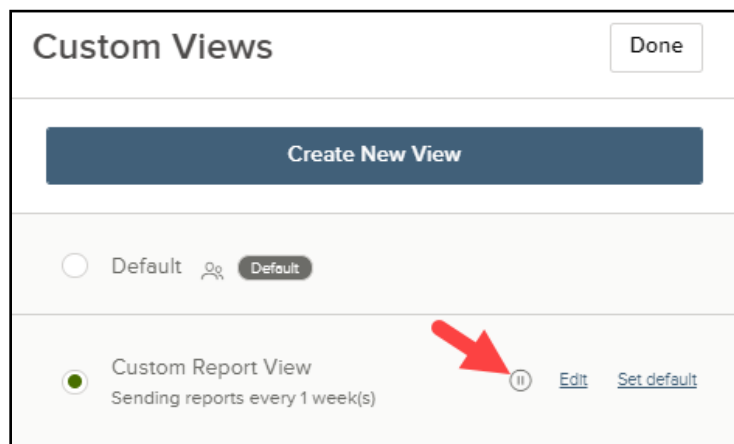 Custom Views
Done
Create New View
Default Default
Custom Report View
Sending reports every 1 week(s)
Edit Set default